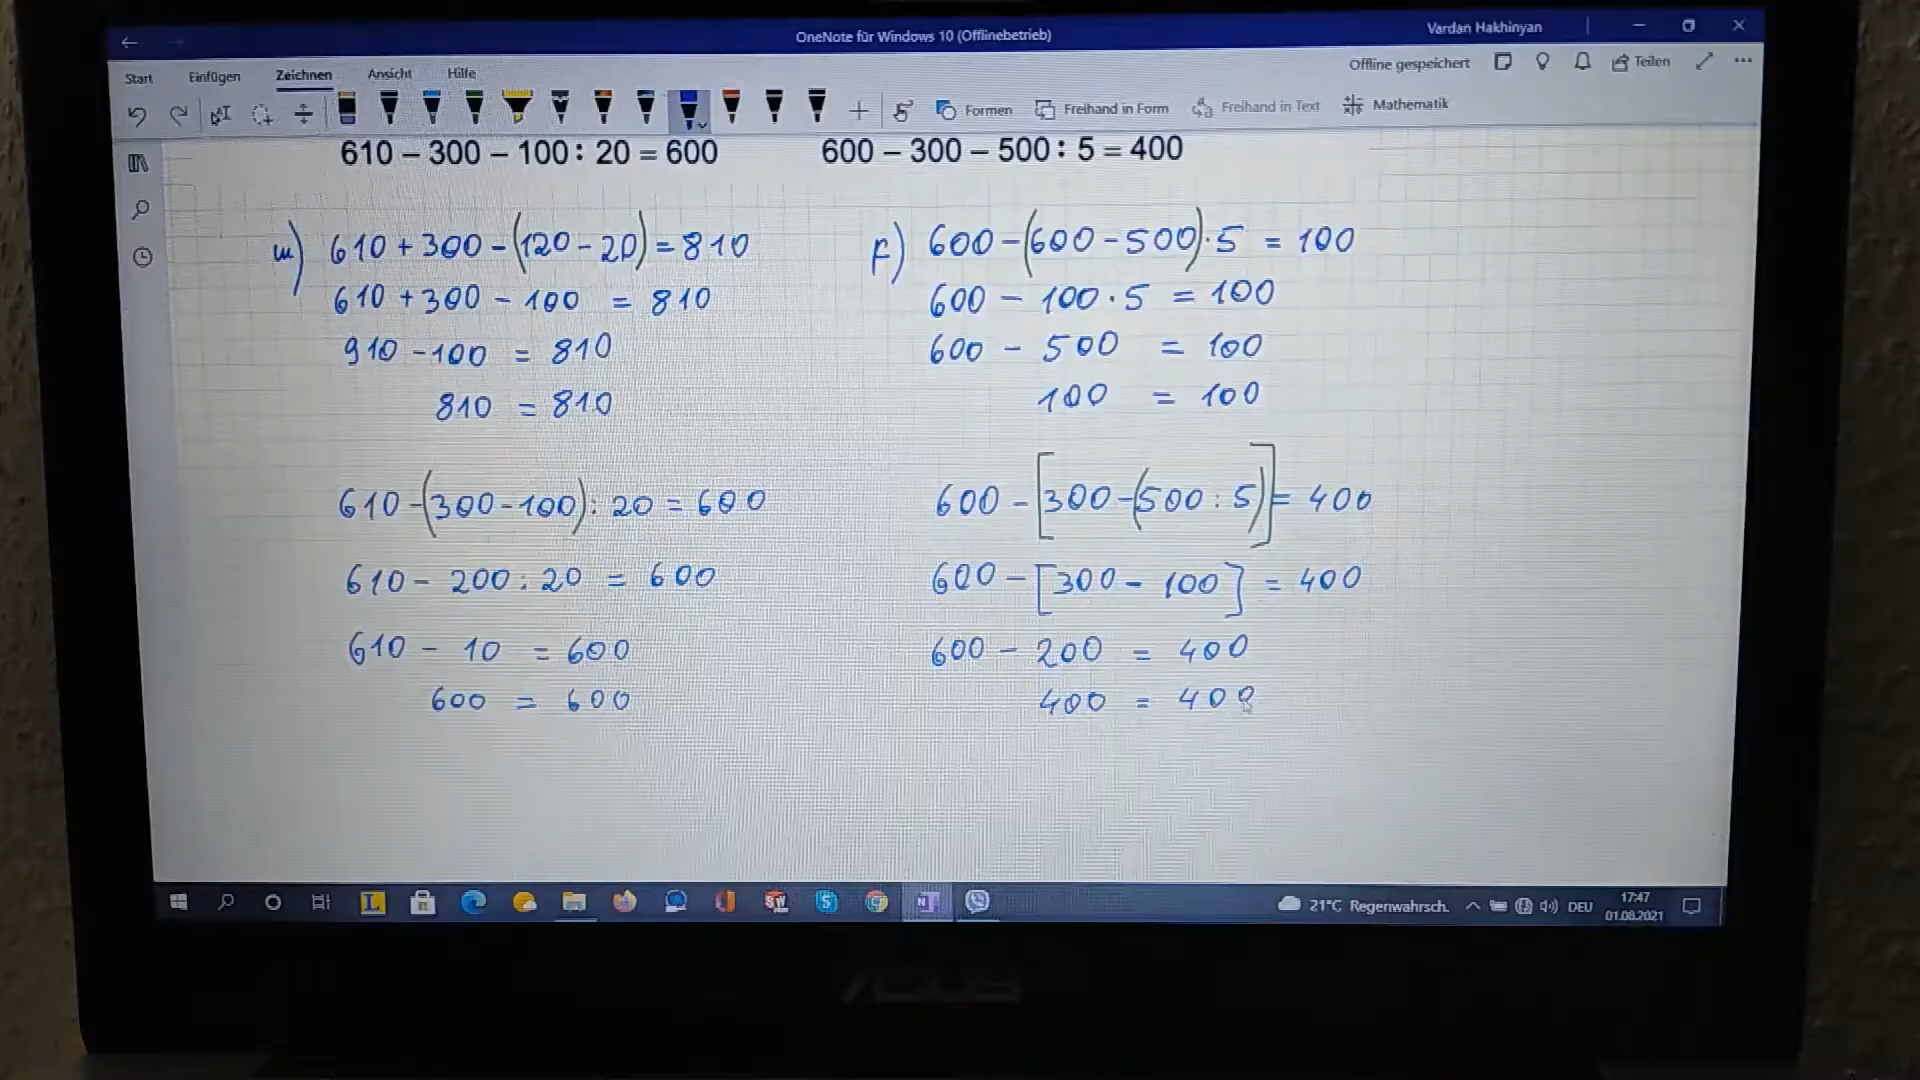 OneNote für Windows 10 (Offlinebetrieb)
Vardan Hakhinyan
Start Einfügen Zeichnen Ansicht Hilfe
Offline gespeichert
Teilen
Formen Freihand in Form Freihand in Text Mathematik
610 – 300 – 100 : 20 = 600
600 – 300 – 500 : 5 = 400
ա) 610 + 300 - (120 - 20) = 810
610 + 300 - 100 = 810
910 - 100 = 810
810 = 810
բ) 600 - (600 - 500) · 5 = 100
600 - 100 · 5 = 100
600 - 500 = 100
100 = 100
610 - (300 - 100) : 20 = 600
610 - 200 : 20 = 600
610 - 10 = 600
600 = 600
600 - [300 - (500 : 5)] = 400
600 - [300 - 100] = 400
600 - 200 = 400
400 = 400
21°C Regenwahrsch.
DEU
17:47
01.08.2021
ASUS